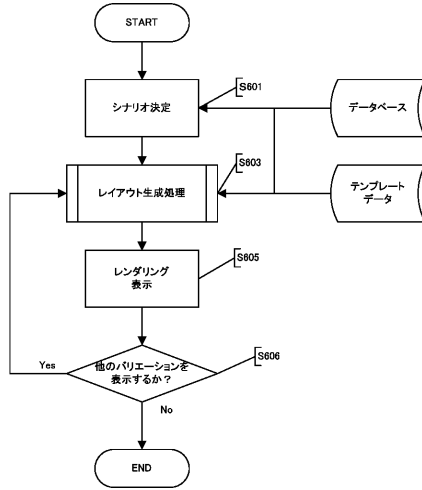 START
シナリオ決定
S601
データベース
S603
レイアウト生成処理
テンプレート
データ
レンダリング
表示
S605
他のバリエーションを
表示するか？
S606
Yes
No
END